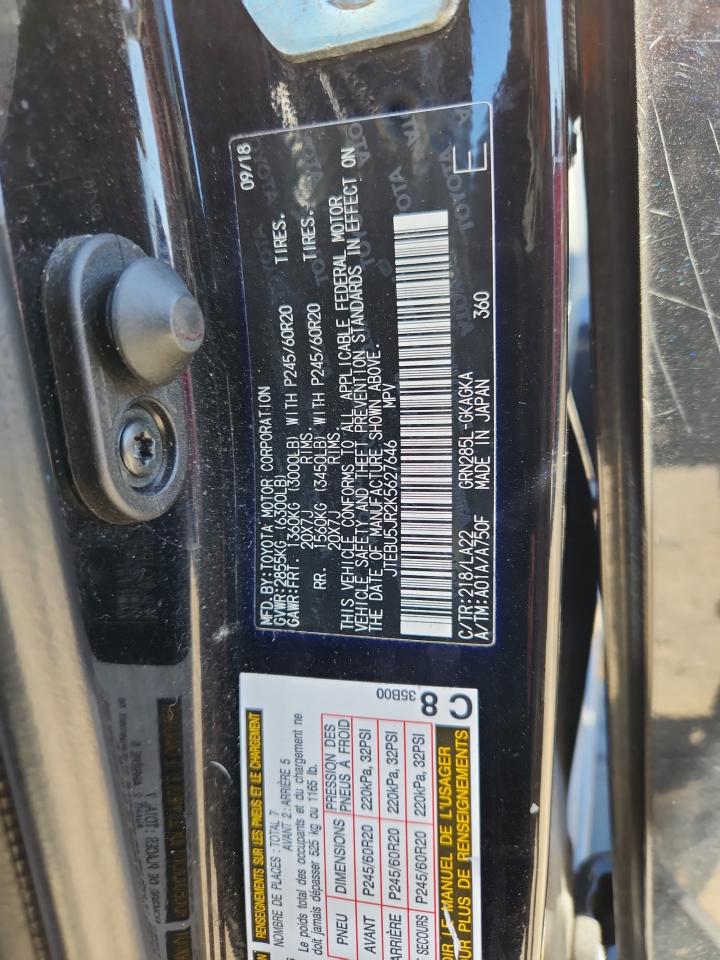 MFD.BY:TOYOTA MOTOR CORPORATION 09/18
GVWR:2855KG (6300LB)
GAWR:FRT. 1360KG (3000LB) WITH P245/60R20 TIRES.
20X7J RIMS
RR. 1560KG (3450LB) WITH P245/60R20 TIRES.
20X7J RIMS
THIS VEHICLE CONFORMS TO ALL APPLICABLE FEDERAL MOTOR
VEHICLE SAFETY AND THEFT PREVENTION STANDARDS IN EFFECT ON
THE DATE OF MANUFACTURE SHOWN ABOVE.
JTEBU5JR2K5627646 MPV
C/TR:218/LA22 GRN285L-GKAGKA
A/TM:A01A/A750F MADE IN JAPAN 360
E
RENSEIGNEMENTS SUR LES PNEUS ET LE CHARGEMENT
NOMBRE DE PLACES : TOTAL 7
AVANT 2 : ARRIÈRE 5
Le poids total des occupants et du chargement ne
doit jamais dépasser 525 kg ou 1165 lb.
PNEU DIMENSIONS PRESSION DES PNEUS À FROID
AVANT P245/60R20 220kPa, 32PSI
ARRIÈRE P245/60R20 220kPa, 32PSI
SECOURS P245/60R20 220kPa, 32PSI
LE MANUEL DE L'USAGER
PLUS DE RENSEIGNEMENTS
35B00
C8